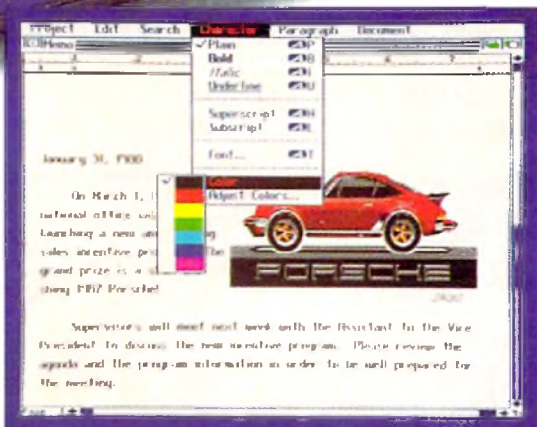 Project Edit Search Character Paragraph Document
Memo
Plain P
Bold B
Italic I
Underline U
Superscript H
Subscript L
Font... T
Color
Adjust Colors...
January 31, 1988
On March 1,
national office
launching a new
sales incentive The
grand prize is a
1987 Porsche!
PORSCHE
Supervisors will meet next week with the Assistant to the Vice
President to discuss the new incentive program. Please review the
agenda and the program information in order to be well prepared for
the meeting.
Page